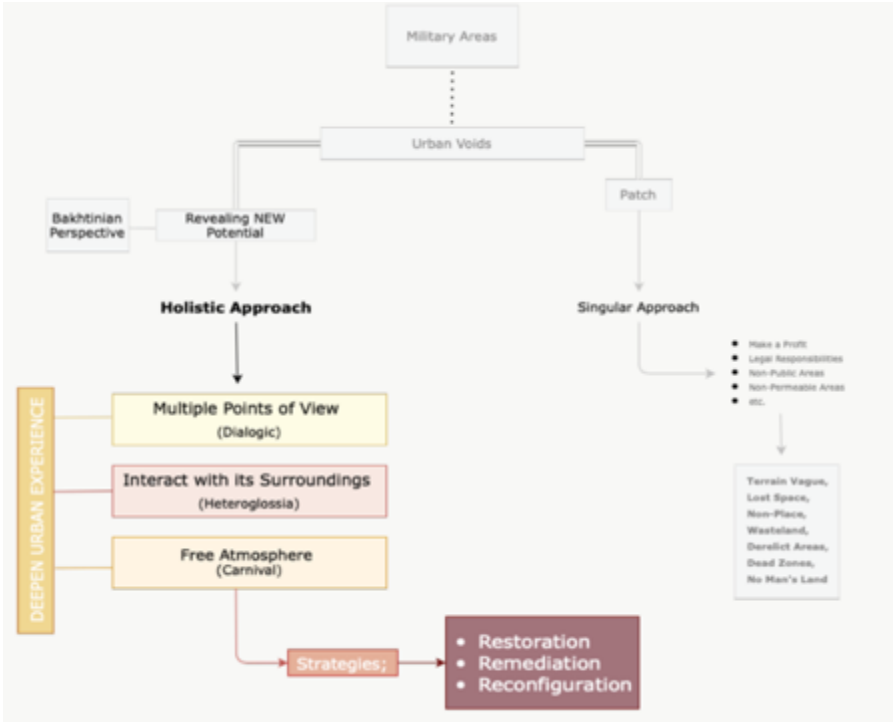 Military Areas
Urban Voids
Patch
Bakhtinian
Perspective
Revealing NEW
Potential
Holistic Approach
Singular Approach
Make a Profit
Legal Responsibilities
Non-Public Areas
Non-Permeable Areas
etc.
DEEPEN URBAN EXPERIENCE
Multiple Points of View
(Dialogic)
Interact with its Surroundings
(Heteroglossia)
Free Atmosphere
(Carnival)
Terrain Vague,
Lost Space,
Non-Place,
Wasteland,
Derelict Areas,
Dead Zones,
No Man's Land
Strategies;
• Restoration
• Remediation
• Reconfiguration